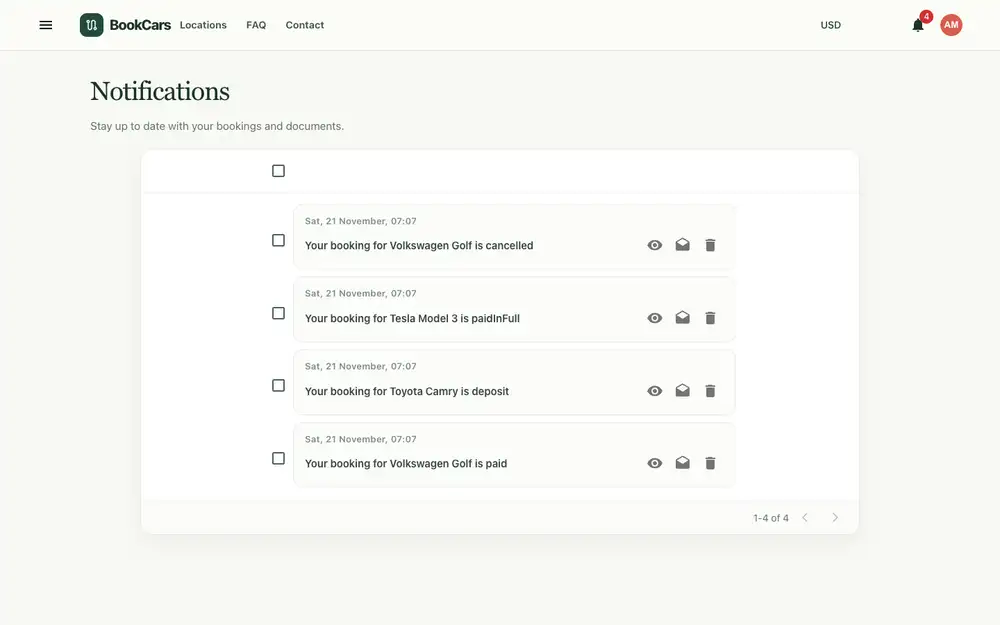 BookCars Locations FAQ Contact USD 4 AM
Notifications
Stay up to date with your bookings and documents.
Sat, 21 November, 07:07
Your booking for Volkswagen Golf is cancelled
Sat, 21 November, 07:07
Your booking for Tesla Model 3 is paidInFull
Sat, 21 November, 07:07
Your booking for Toyota Camry is deposit
Sat, 21 November, 07:07
Your booking for Volkswagen Golf is paid
1-4 of 4